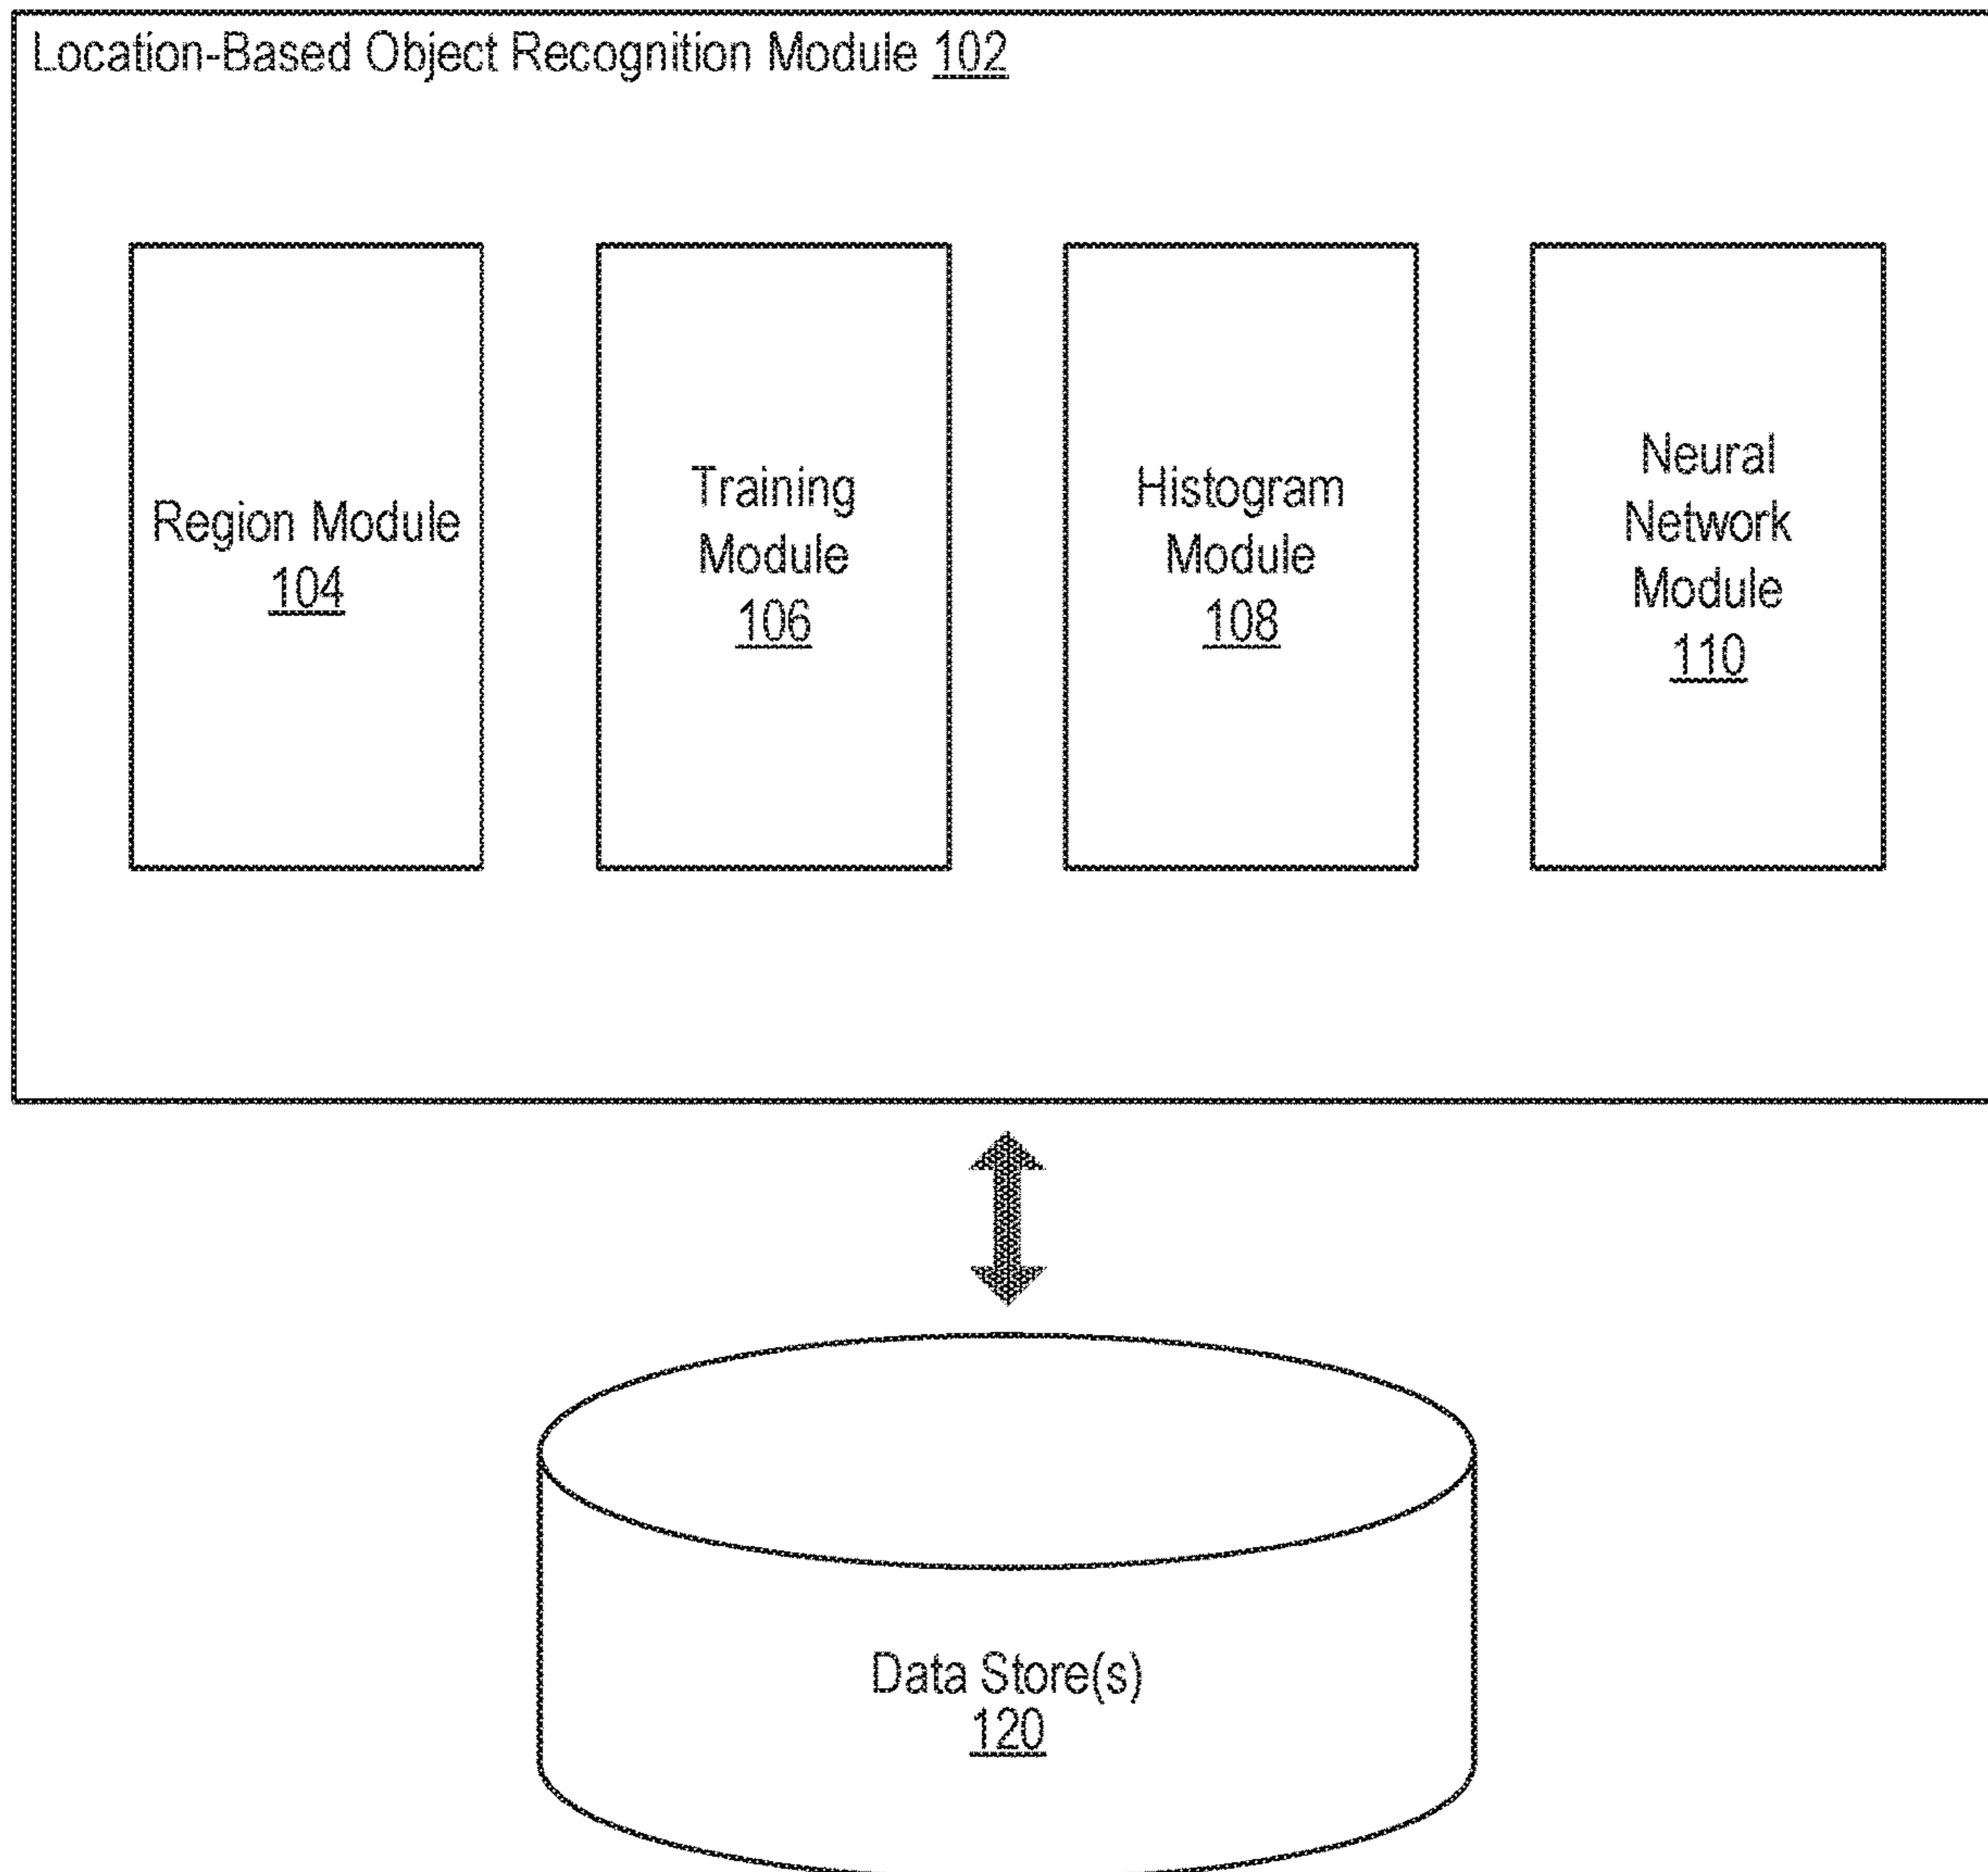 Location-Based Object Recognition Module 102
Region Module
104
Training
Module
106
Histogram
Module
108
Neural
Network
Module
110
Data Store(s)
120